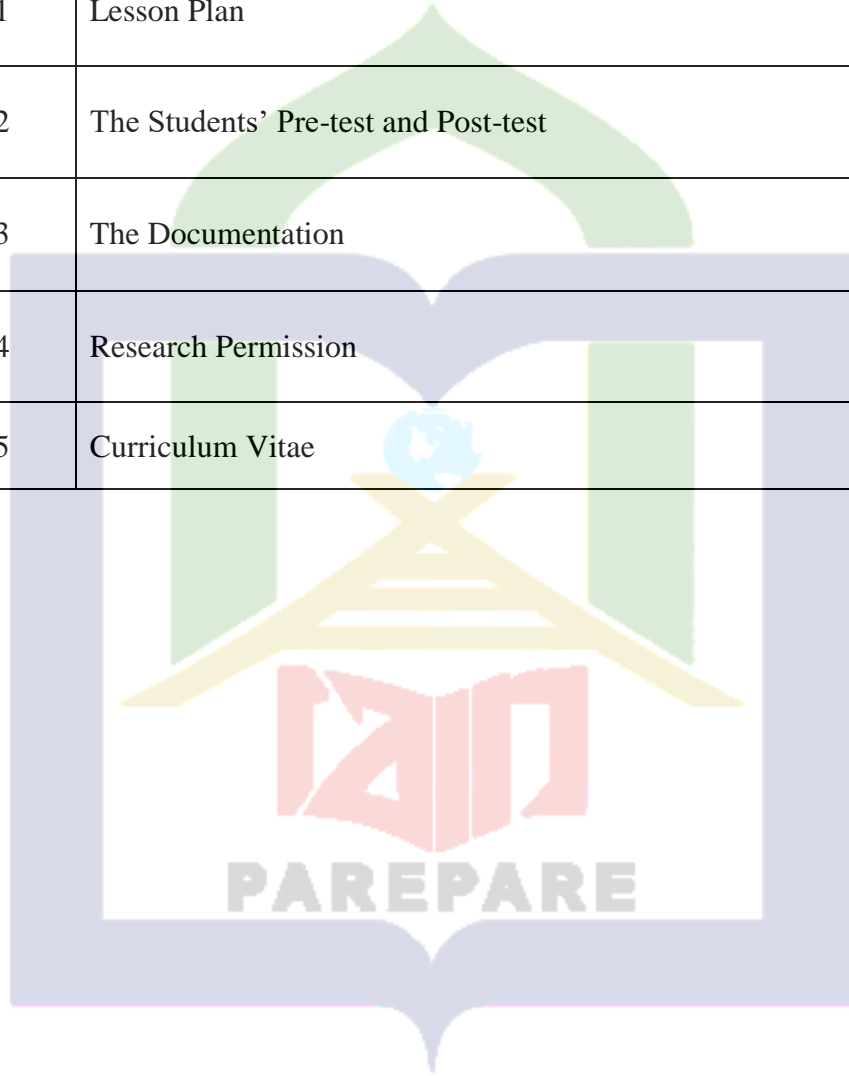 1 Lesson Plan
2 The Students’ Pre-test and Post-test
3 The Documentation
4 Research Permission
5 Curriculum Vitae
iain
PAREPARE